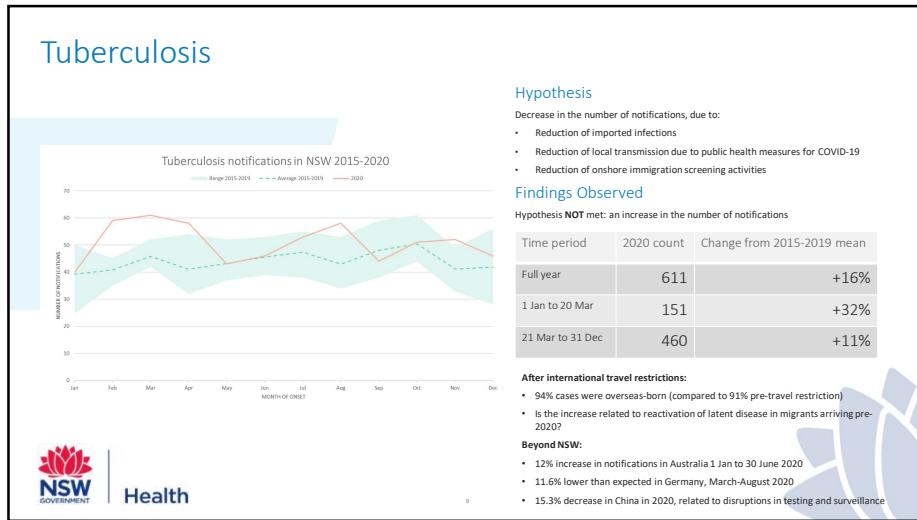 Tuberculosis
Tuberculosis notifications in NSW 2015-2020
Range 2015-2019 Average 2015-2019 2020
70
60
50
40
30
20
10
0
NUMBER OF NOTIFICATIONS
Jan Feb Mar Apr May Jun Jul Aug Sep Oct Nov Dec
MONTH OF ONSET
Hypothesis
Decrease in the number of notifications, due to:
• Reduction of imported infections
• Reduction of local transmission due to public health measures for COVID-19
• Reduction of onshore immigration screening activities
Findings Observed
Hypothesis NOT met: an increase in the number of notifications
Time period 2020 count Change from 2015-2019 mean
Full year 611 +16%
1 Jan to 20 Mar 151 +32%
21 Mar to 31 Dec 460 +11%
After international travel restrictions:
• 94% cases were overseas-born (compared to 91% pre-travel restriction)
• Is the increase related to reactivation of latent disease in migrants arriving pre-
2020?
Beyond NSW:
• 12% increase in notifications in Australia 1 Jan to 30 June 2020
• 11.6% lower than expected in Germany, March-August 2020
• 15.3% decrease in China in 2020, related to disruptions in testing and surveillance
NSW
GOVERNMENT
Health
9